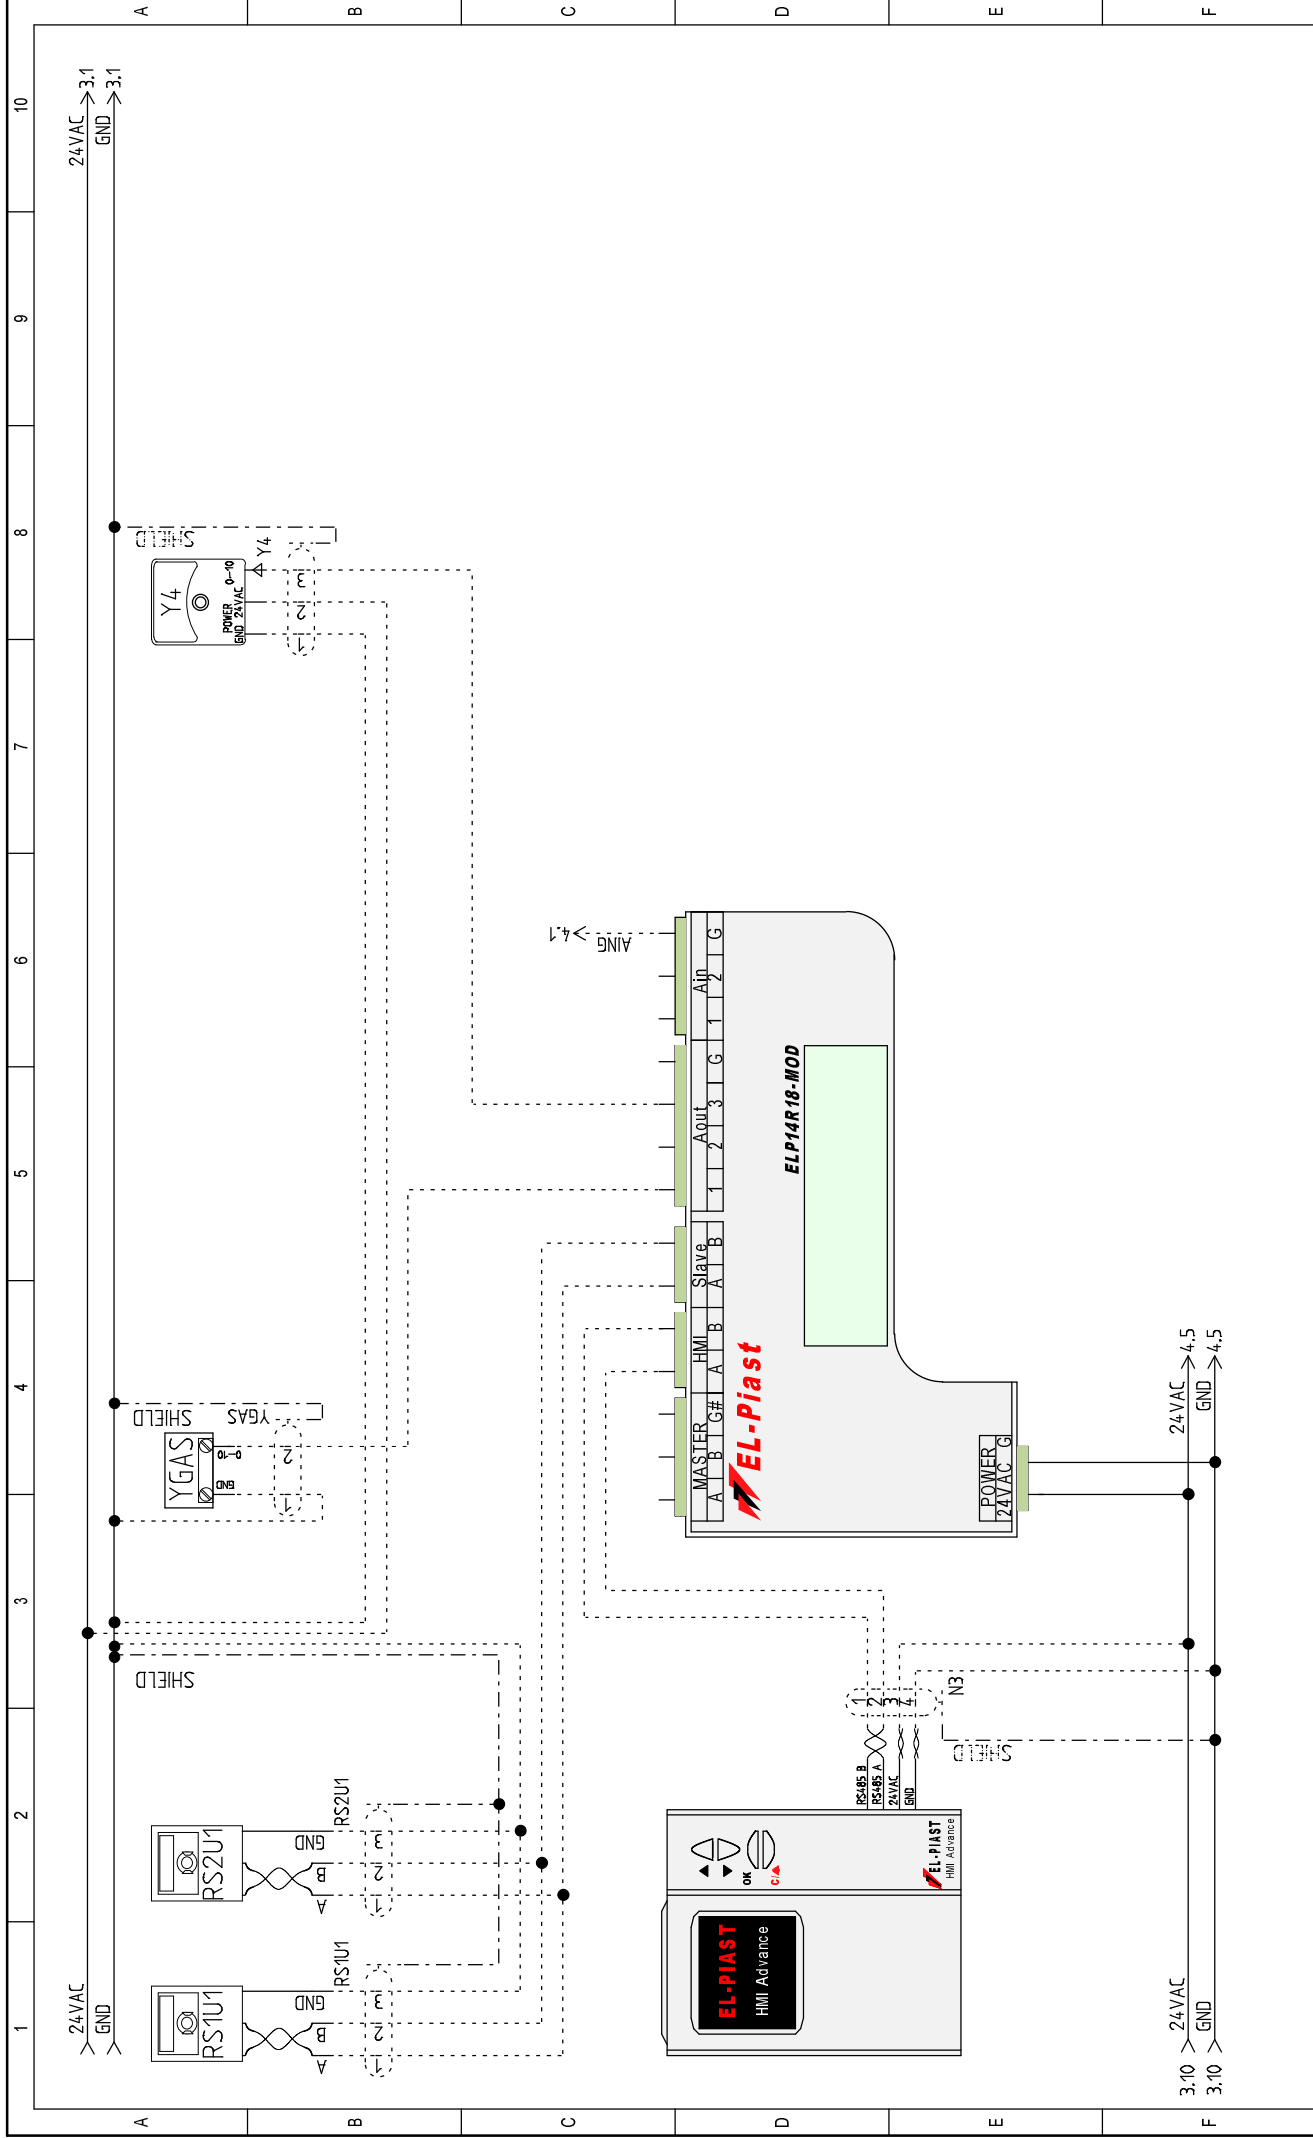 1
2
3
4
5
6
7
8
9
10
A
B
C
D
E
F
24VAC
GND
24VAC
3.1
GND
3.1
RS1U1
A
B
GND
1
2
3
RS1U1
RS2U1
A
B
GND
1
2
3
RS2U1
SHIELD
YGAS
GND
0-10
1
2
SHIELD
YGAS
Y4
POWER
GND 24VAC 0-10
Y4
1
2
3
SHIELD
AING
4.1
MASTER
A B G#
HMI
A B
Slave
A B
Aout
1 2 3 G
Ain
1 2 G
EL-Piast
ELP14R18-MOD
POWER
24VAC G
EL-PIAST
HMI Advance
OK
C/
EL-PIAST
HMI Advance
RS485 B
RS485 A
24VAC
GND
1
2
3
4
N3
SHIELD
3.10
24VAC
3.10
GND
24VAC
4.5
GND
4.5
A
B
C
D
E
F